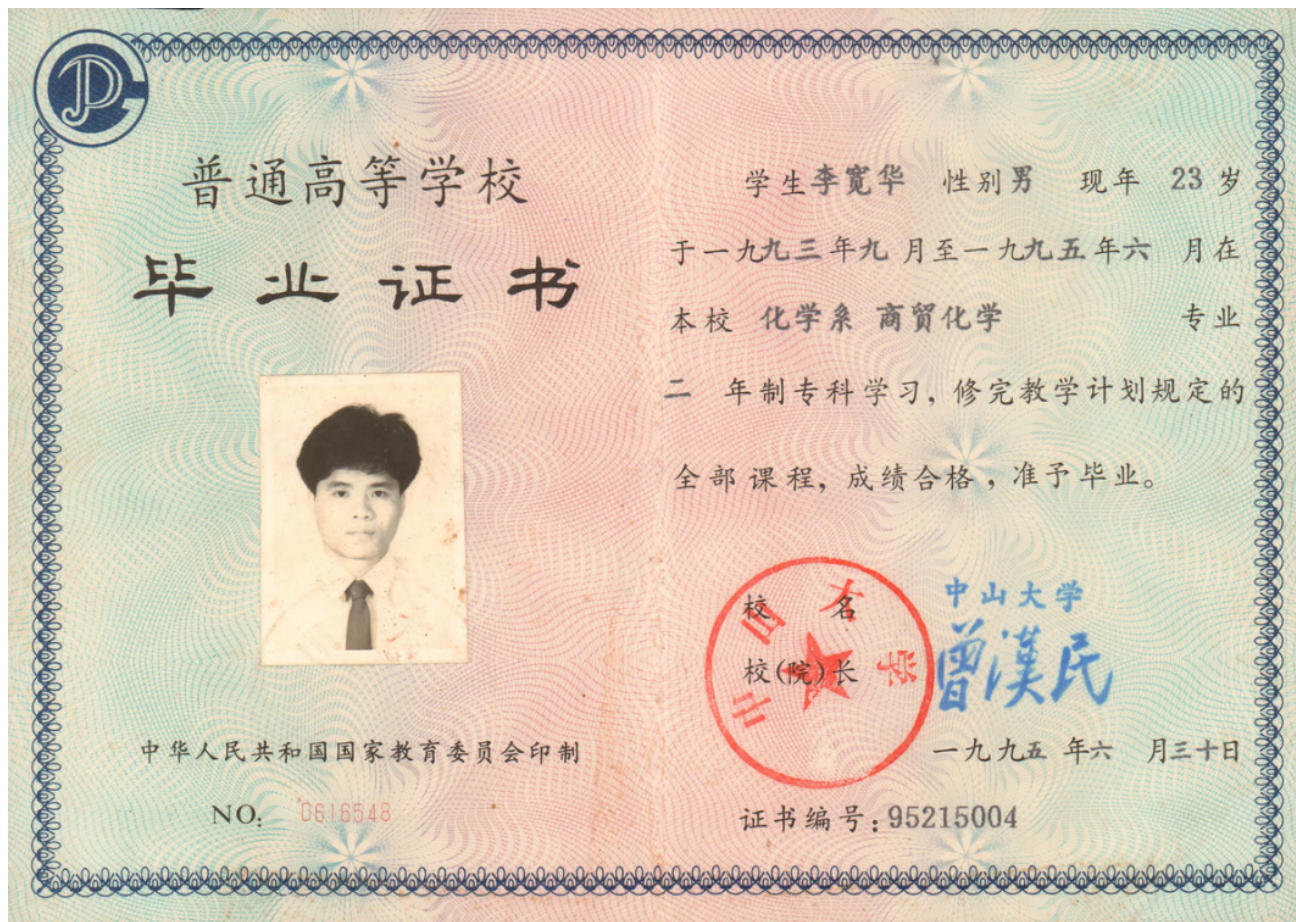 普通高等学校
毕业证书
中华人民共和国国家教育委员会印制
NO: 0616548
学生李宽华 性别男 现年 23 岁
于一九九三年九 月至一九九五年六 月在
本校 化学系 商贸化学 专业
二 年制专科学习,修完教学计划规定的
全部课程,成绩合格,准予毕业。
校 名 中山大学
校(院)长 曾漢民
中山大学
一九九五 年六 月三十日
证书编号:95215004